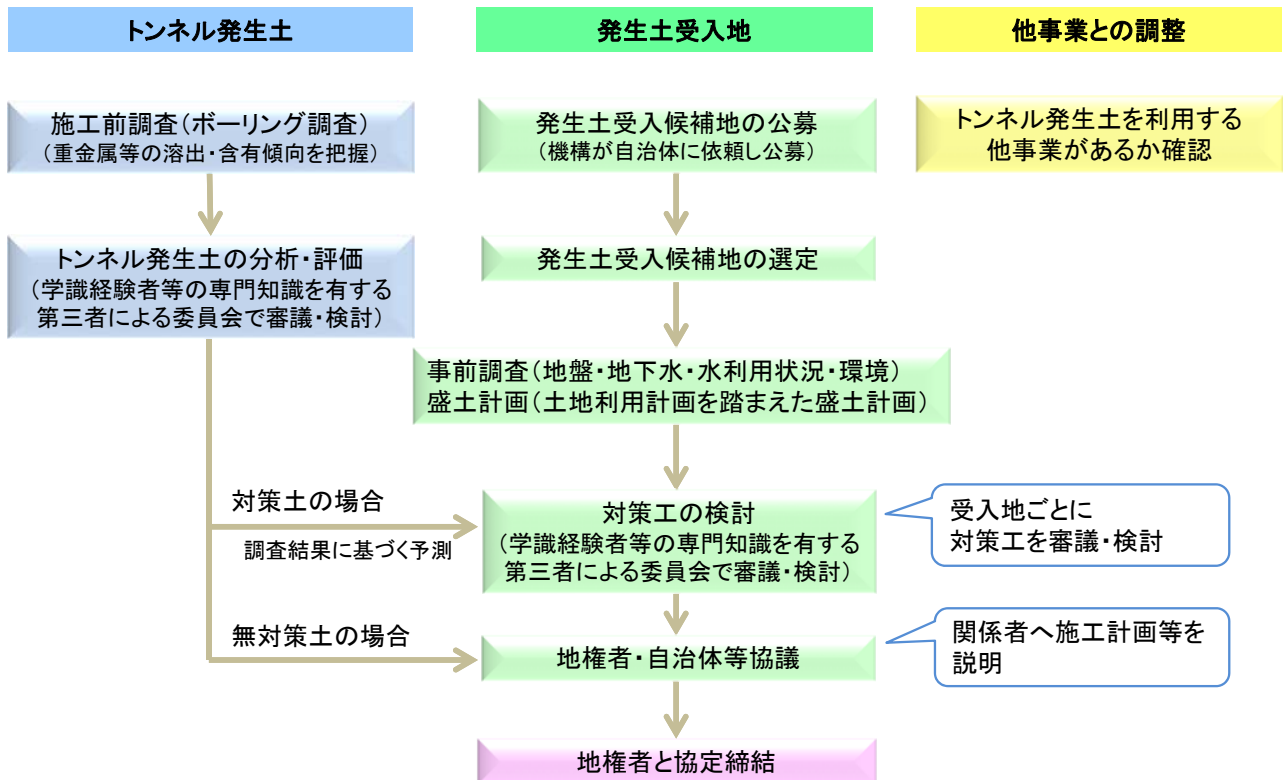 トンネル発生土
発生土受入地
他事業との調整
施工前調査(ボーリング調査)
(重金属等の溶出・含有傾向を把握)
発生土受入候補地の公募
(機構が自治体に依頼し公募)
トンネル発生土を利用する
他事業があるか確認
トンネル発生土の分析・評価
(学識経験者等の専門知識を有する
第三者による委員会で審議・検討)
発生土受入候補地の選定
事前調査(地盤・地下水・水利用状況・環境)
盛土計画(土地利用計画を踏まえた盛土計画)
対策土の場合
調査結果に基づく予測
対策工の検討
(学識経験者等の専門知識を有する
第三者による委員会で審議・検討)
受入地ごとに
対策工を審議・検討
無対策土の場合
地権者・自治体等協議
関係者へ施工計画等を
説明
地権者と協定締結